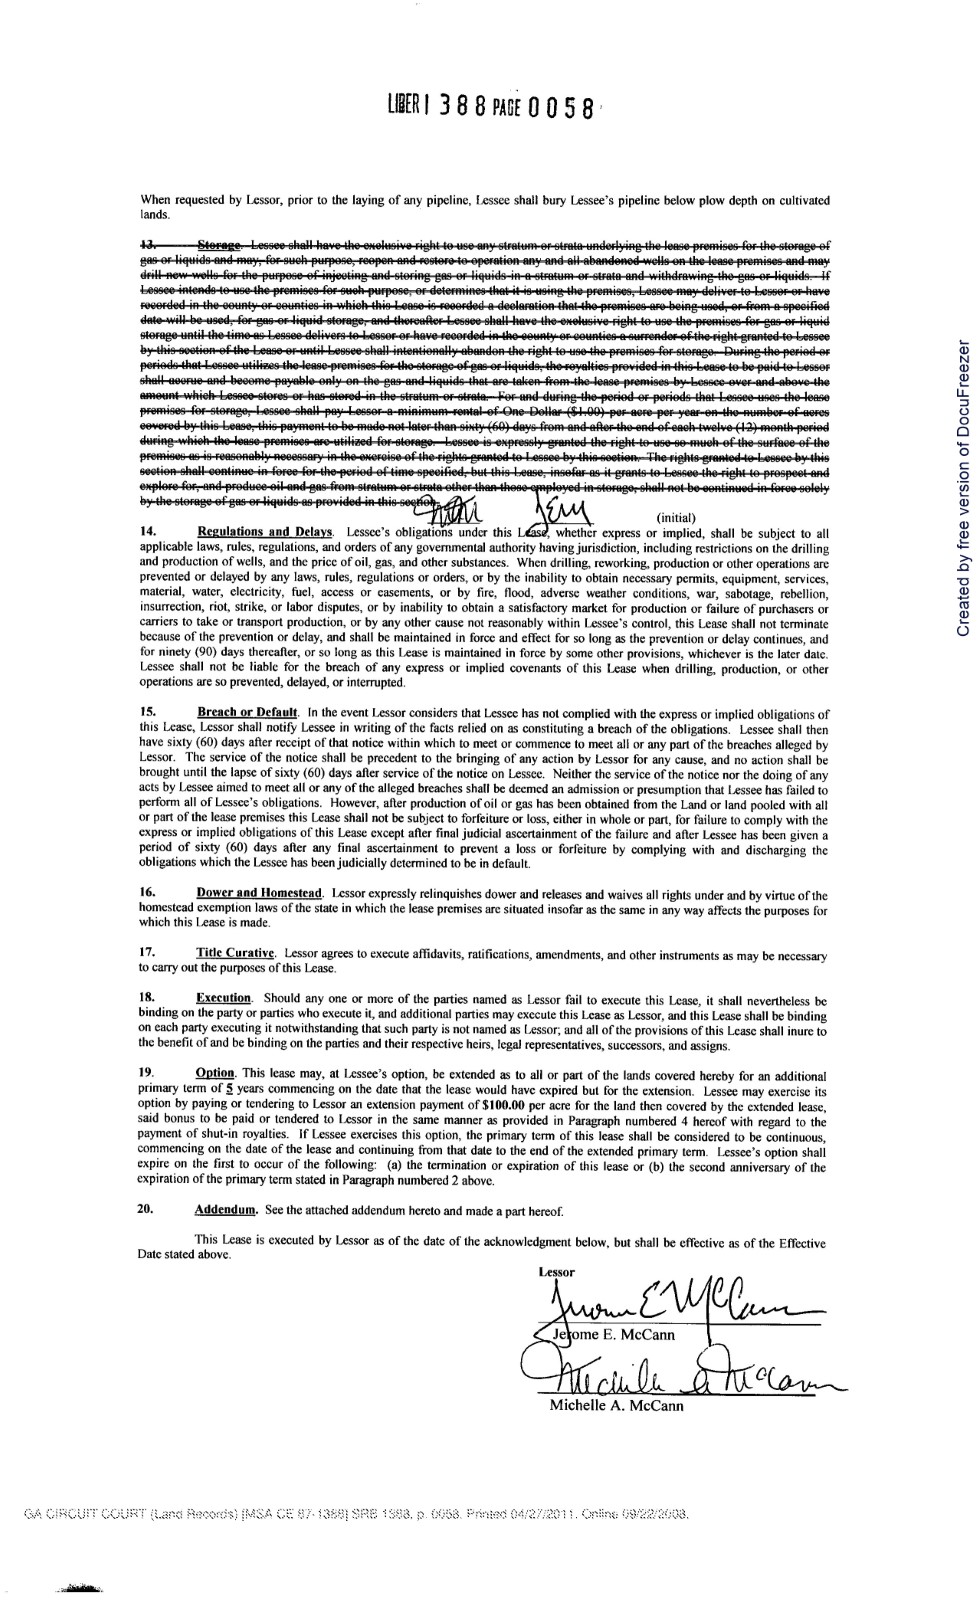 LIBER 1 388 PAGE 0058
When requested by Lessor, prior to the laying of any pipeline, Lessee shall bury Lessee's pipeline below plow depth on cultivated
lands.
13. Storage. Lessee shall have the exclusive right to use any stratum or strata underlying the lease premises for the storage of
gas or liquids and may, for such purpose, reopen and restore to operation any and all abandoned wells on the lease premises and may
drill new wells for the purpose of injecting and storing gas or liquids in a stratum or strata and withdrawing the gas or liquids. If
Lessee intends to use the premises for such purpose, or determines that it is using the premises, Lessee may deliver to Lessor or have
recorded in the county or counties in which this Lease is recorded a declaration that the premises are being used, or from a specified
date will be used, for gas or liquid storage, and thereafter Lessee shall have the exclusive right to use the premises for gas or liquid
storage until the time as Lessee delivers to Lessor or have recorded in the county or counties a surrender of the right granted to Lessee
by this section of the Lease or until Lessee shall intentionally abandon the right to use the premises for storage. During the period or
periods that Lessee utilizes the lease premises for the storage of gas or liquids, the royalties provided in this Lease to be paid to Lessor
shall accrue and become payable only on the gas and liquids that are taken from the lease premises by Lessee over and above the
amount which Lessee stores or has stored in the stratum or strata. For and during the period or periods that Lessee uses the lease
premises for storage, Lessee shall pay Lessor a minimum rental of One Dollar ($1.00) per acre per year on the number of acres
covered by this Lease, this payment to be made not later than sixty (60) days from and after the end of each twelve (12) month period
during which the lease premises are utilized for storage. Lessee is expressly granted the right to use so much of the surface of the
premises as is reasonably necessary in the exercise of the rights granted to Lessee by this section. The rights granted to Lessee by this
section shall continue in force for the period of time specified, but this Lease, insofar as it grants to Lessee the right to prospect and
explore for, and produce oil and gas from stratum or strata other than those employed in storage, shall not be continued in force solely
by the storage of gas or liquids as provided in this section.
JEM (initial)
14. Regulations and Delays. Lessee's obligations under this Lease, whether express or implied, shall be subject to all
applicable laws, rules, regulations, and orders of any governmental authority having jurisdiction, including restrictions on the drilling
and production of wells, and the price of oil, gas, and other substances. When drilling, reworking, production or other operations are
prevented or delayed by any laws, rules, regulations or orders, or by the inability to obtain necessary permits, equipment, services,
material, water, electricity, fuel, access or easements, or by fire, flood, adverse weather conditions, war, sabotage, rebellion,
insurrection, riot, strike, or labor disputes, or by inability to obtain a satisfactory market for production or failure of purchasers or
carriers to take or transport production, or by any other cause not reasonably within Lessee's control, this Lease shall not terminate
because of the prevention or delay, and shall be maintained in force and effect for so long as the prevention or delay continues, and
for ninety (90) days thereafter, or so long as this Lease is maintained in force by some other provisions, whichever is the later date.
Lessee shall not be liable for the breach of any express or implied covenants of this Lease when drilling, production, or other
operations are so prevented, delayed, or interrupted.
15. Breach or Default. In the event Lessor considers that Lessee has not complied with the express or implied obligations of
this Lease, Lessor shall notify Lessee in writing of the facts relied on as constituting a breach of the obligations. Lessee shall then
have sixty (60) days after receipt of that notice within which to meet or commence to meet all or any part of the breaches alleged by
Lessor. The service of the notice shall be precedent to the bringing of any action by Lessor for any cause, and no action shall be
brought until the lapse of sixty (60) days after service of the notice on Lessee. Neither the service of the notice nor the doing of any
acts by Lessee aimed to meet all or any of the alleged breaches shall be deemed an admission or presumption that Lessee has failed to
perform all of Lessee's obligations. However, after production of oil or gas has been obtained from the Land or land pooled with all
or part of the lease premises this Lease shall not be subject to forfeiture or loss, either in whole or part, for failure to comply with the
express or implied obligations of this Lease except after final judicial ascertainment of the failure and after Lessee has been given a
period of sixty (60) days after any final ascertainment to prevent a loss or forfeiture by complying with and discharging the
obligations which the Lessee has been judicially determined to be in default.
16. Dower and Homestead. Lessor expressly relinquishes dower and releases and waives all rights under and by virtue of the
homestead exemption laws of the state in which the lease premises are situated insofar as the same in any way affects the purposes for
which this Lease is made.
17. Title Curative. Lessor agrees to execute affidavits, ratifications, amendments, and other instruments as may be necessary
to carry out the purposes of this Lease.
18. Execution. Should any one or more of the parties named as Lessor fail to execute this Lease, it shall nevertheless be
binding on the party or parties who execute it, and additional parties may execute this Lease as Lessor, and this Lease shall be binding
on each party executing it notwithstanding that such party is not named as Lessor; and all of the provisions of this Lease shall inure to
the benefit of and be binding on the parties and their respective heirs, legal representatives, successors, and assigns.
19. Option. This lease may, at Lessee's option, be extended as to all or part of the lands covered hereby for an additional
primary term of 5 years commencing on the date that the lease would have expired but for the extension. Lessee may exercise its
option by paying or tendering to Lessor an extension payment of $100.00 per acre for the land then covered by the extended lease,
said bonus to be paid or tendered to Lessor in the same manner as provided in Paragraph numbered 4 hereof with regard to the
payment of shut-in royalties. If Lessee exercises this option, the primary term of this lease shall be considered to be continuous,
commencing on the date of the lease and continuing from that date to the end of the extended primary term. Lessee's option shall
expire on the first to occur of the following: (a) the termination or expiration of this lease or (b) the second anniversary of the
expiration of the primary term stated in Paragraph numbered 2 above.
20. Addendum. See the attached addendum hereto and made a part hereof.
This Lease is executed by Lessor as of the date of the acknowledgment below, but shall be effective as of the Effective
Date stated above.
Lessor
Jerome E McCann
Jerome E. McCann
Michelle A McCann
Michelle A. McCann
GA CIRCUIT COURT (Land Records) [MSA CE 87-1388] SRB 1388, p. 0058. Printed 04/27/2011. Online 09/22/2008.
Created by free version of DocuFreezer